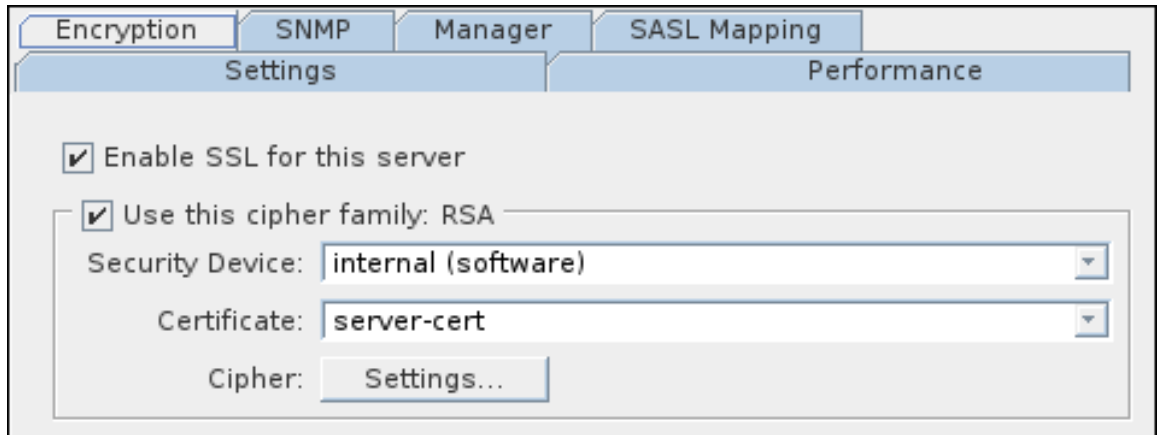 Encryption SNMP Manager SASL Mapping
Settings Performance
Enable SSL for this server
Use this cipher family: RSA
Security Device: internal (software)
Certificate: server-cert
Cipher: Settings...